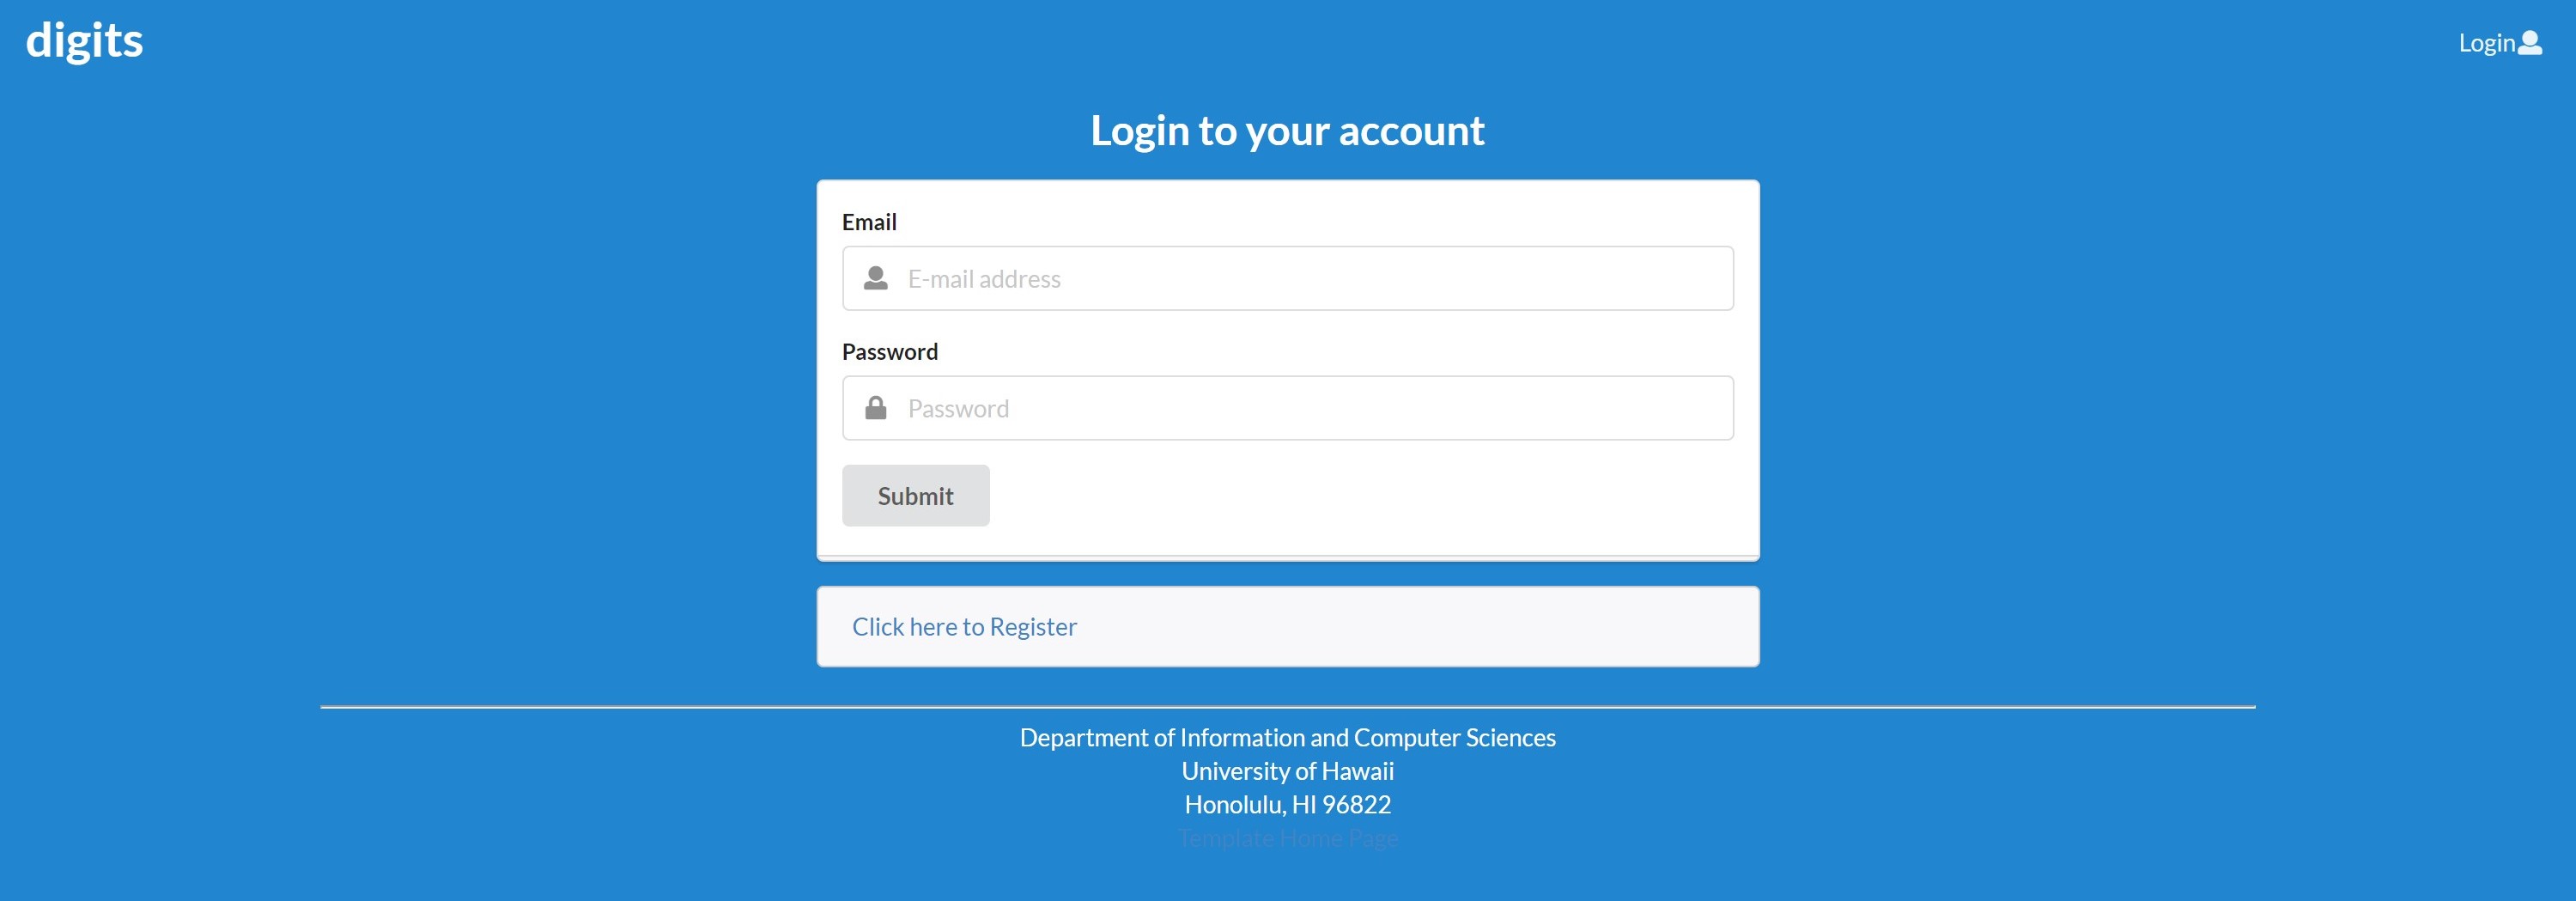 digits
Login
Login to your account
Email
E-mail address
Password
Password
Submit
Click here to Register
Department of Information and Computer Sciences
University of Hawaii
Honolulu, HI 96822
Template Home Page